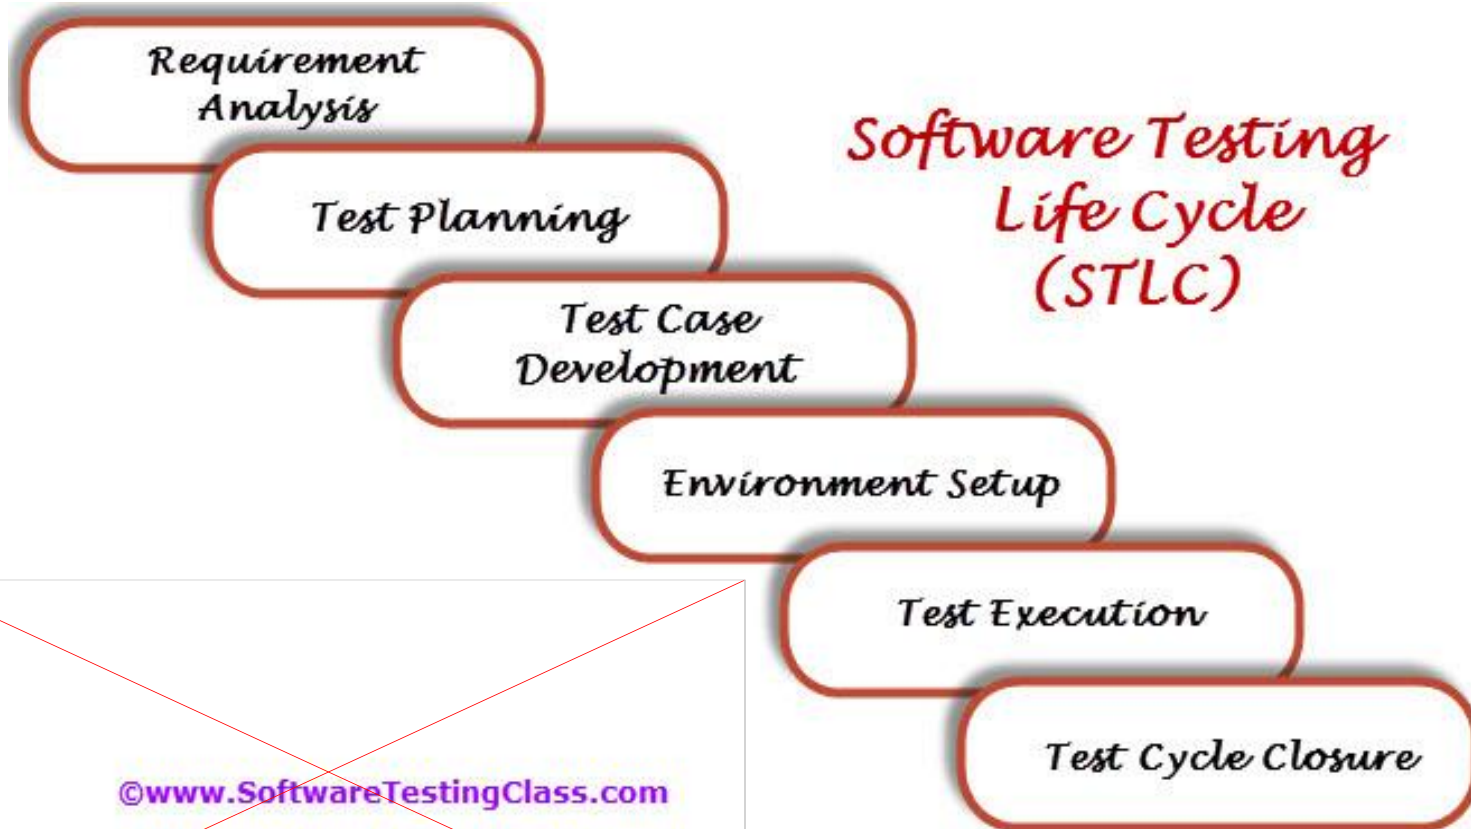 Requirement
Analysis
Software Testing
Life Cycle
(STLC)
Test Planning
Test Case
Development
Environment Setup
Test Execution
Test Cycle Closure
©www.SoftwareTestingClass.com